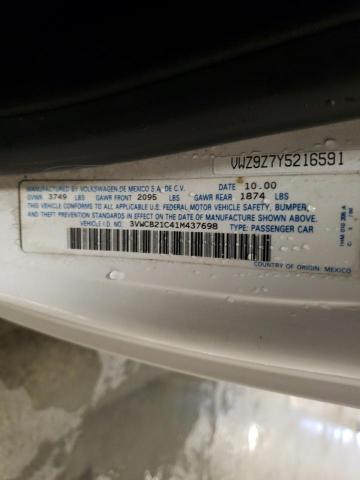 VWZ9Z7Y5216591
MANUFACTURED BY VOLKSWAGEN DE MEXICO S.A. DE C.V. DATE 10.00
GVWR 3749 LBS GAWR FRONT 2095 LBS GAWR REAR 1874 LBS
THIS VEHICLE CONFORMS TO ALL APPLICABLE U.S. FEDERAL MOTOR VEHICLE SAFETY, BUMPER,
AND THEFT PREVENTION STANDARDS IN EFFECT ON THE DATE OF MANUFACTURE SHOWN ABOVE.
VEHICLE I.D. NO.: 3VWCB21C41M437698 TYPE: PASSENGER CAR
COUNTRY OF ORIGIN: MEXICO
1HM 010